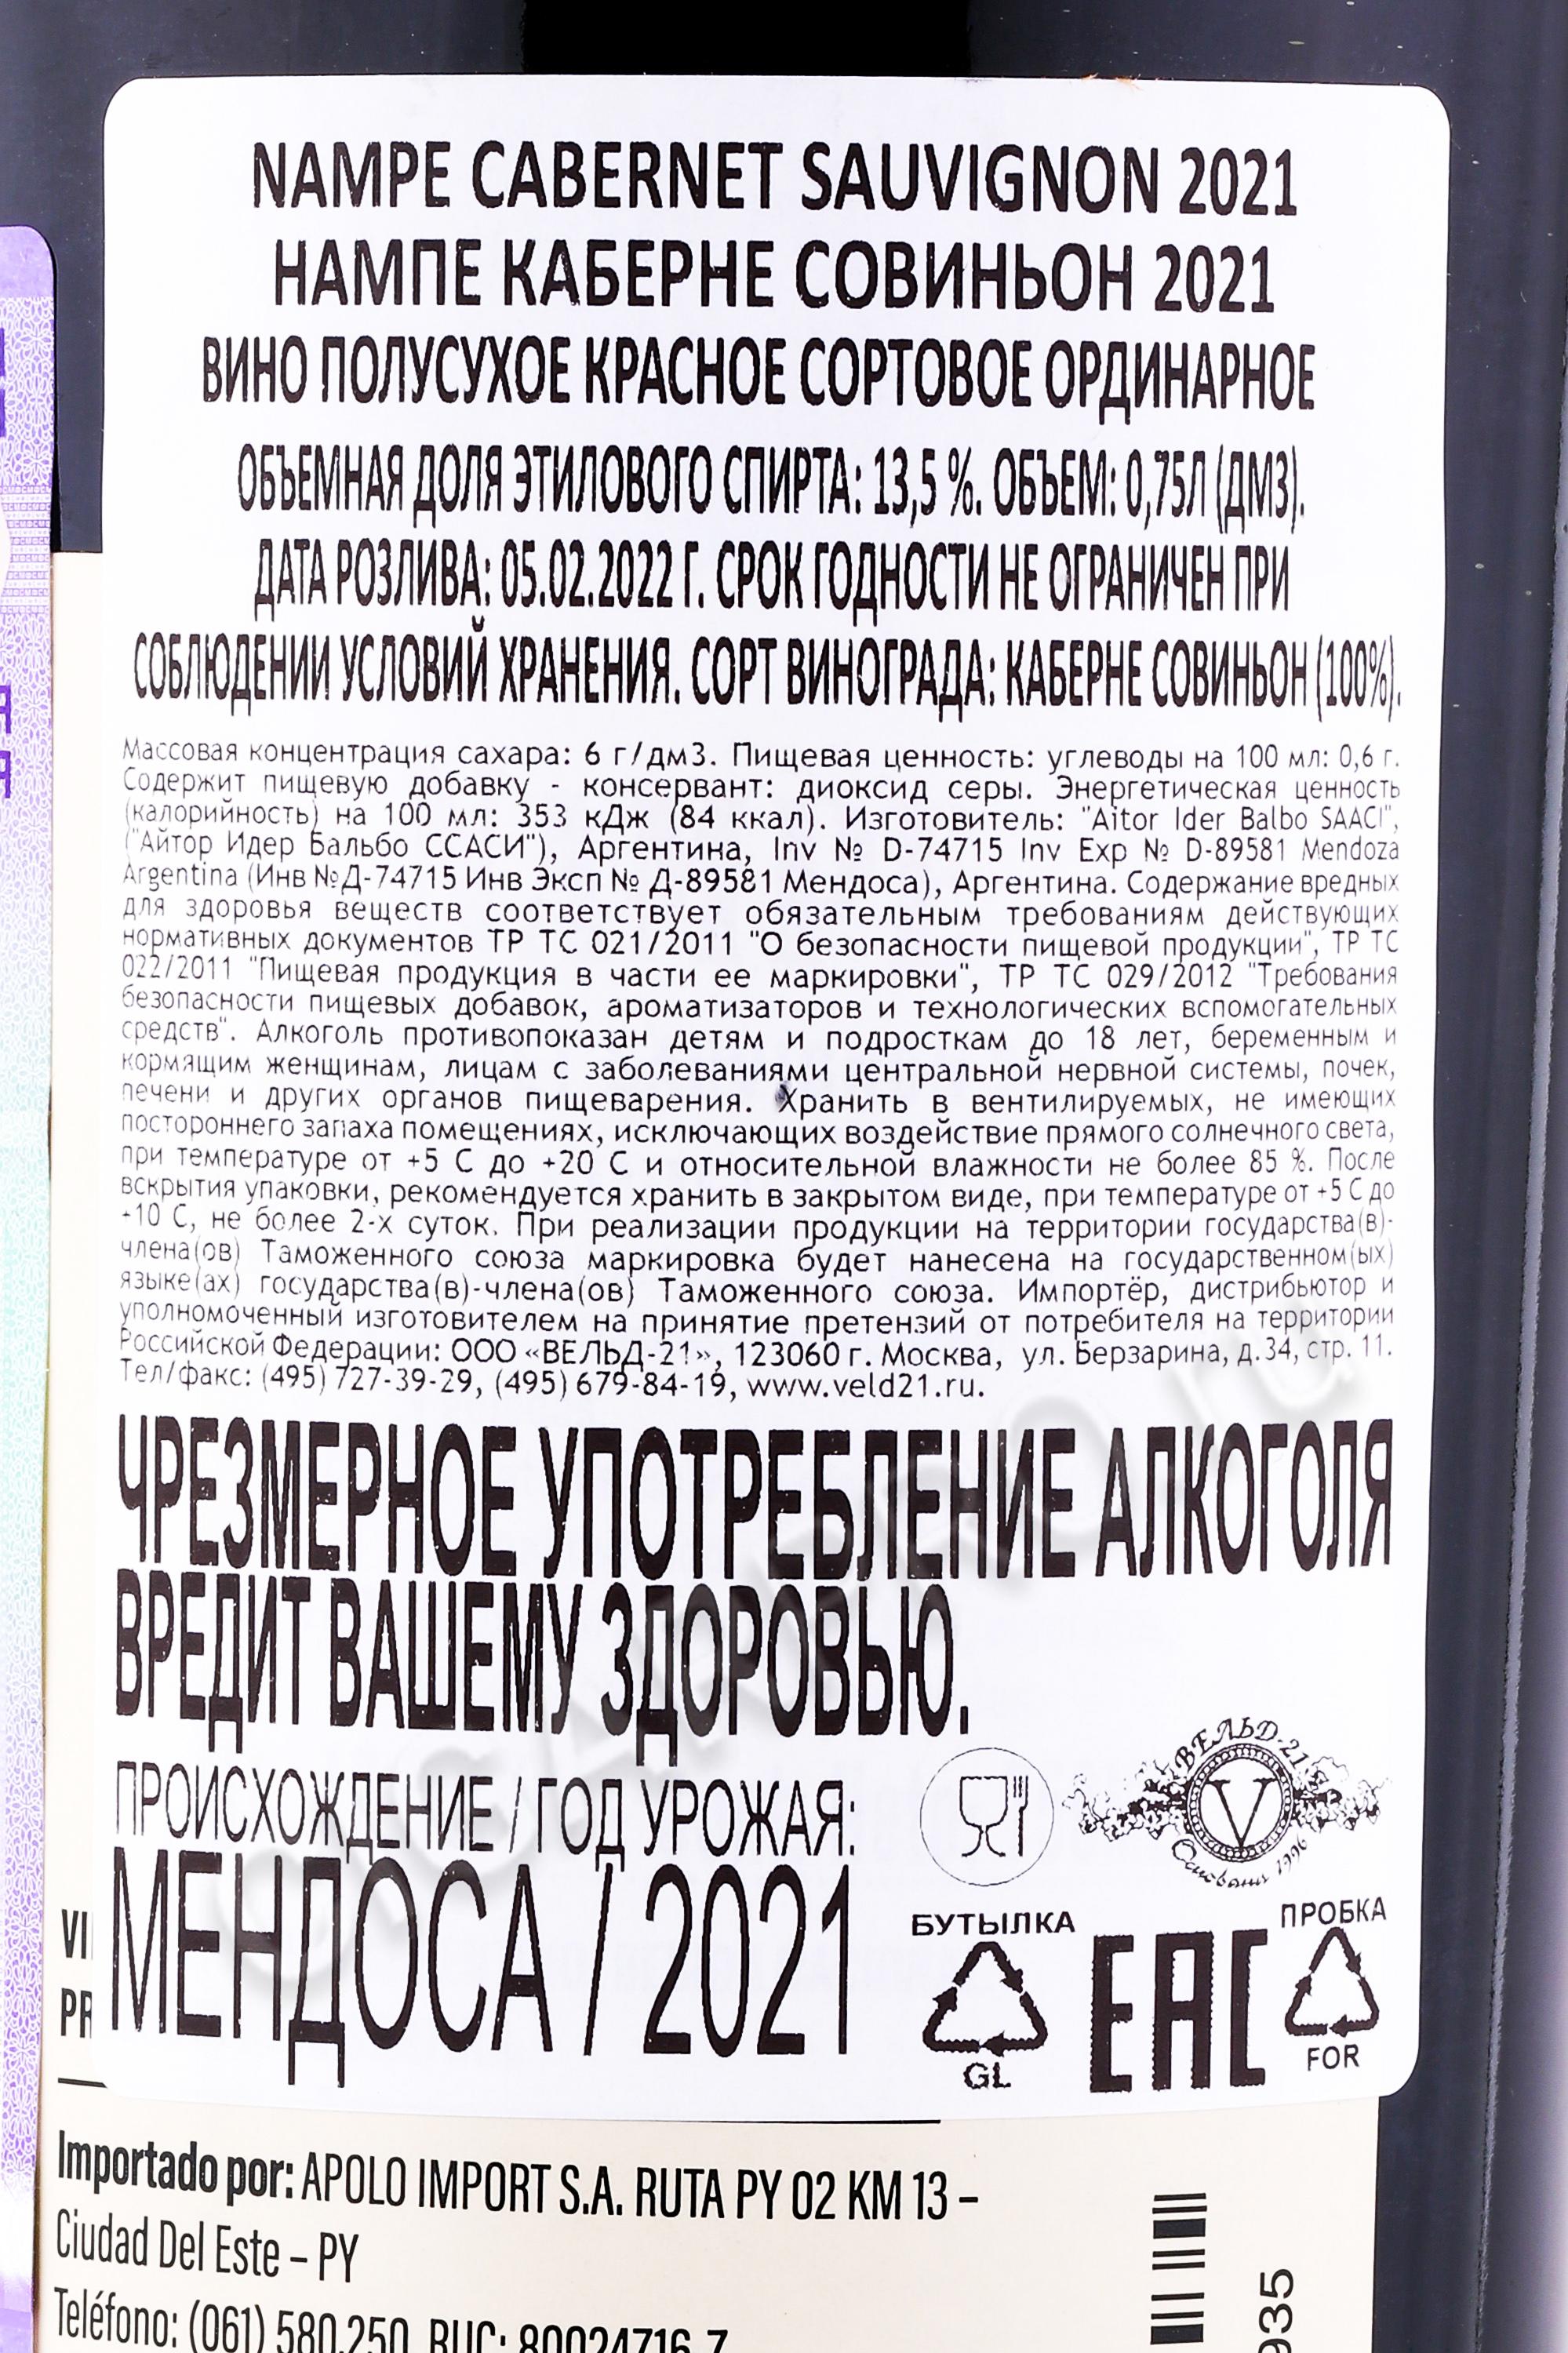 NAMPE CABERNET SAUVIGNON 2021
НАМПЕ КАБЕРНЕ СОВИНЬОН 2021
ВИНО ПОЛУСУХОЕ КРАСНОЕ СОРТОВОЕ ОРДИНАРНОЕ
ОБЪЕМНАЯ ДОЛЯ ЭТИЛОВОГО СПИРТА: 13,5 %. ОБЪЕМ: 0,75Л (ДМ3).
ДАТА РОЗЛИВА: 05.02.2022 Г. СРОК ГОДНОСТИ НЕ ОГРАНИЧЕН ПРИ
СОБЛЮДЕНИИ УСЛОВИЙ ХРАНЕНИЯ. СОРТ ВИНОГРАДА: КАБЕРНЕ СОВИНЬОН (100%).
Массовая концентрация сахара: 6 г/дм3. Пищевая ценность: углеводы на 100 мл: 0,6 г.
Содержит пищевую добавку - консервант: диоксид серы. Энергетическая ценность
(калорийность) на 100 мл: 353 кДж (84 ккал). Изготовитель: "Aitor Ider Balbo SAACI",
("Айтор Идер Бальбо ССАСИ"), Аргентина, Inv № D-74715 Inv Exp № D-89581 Mendoza
Argentina (Инв №Д-74715 Инв Эксп № Д-89581 Мендоса), Аргентина. Содержание вредных
для здоровья веществ соответствует обязательным требованиям действующих
нормативных документов ТР ТС 021/2011 "О безопасности пищевой продукции", ТР ТС
022/2011 "Пищевая продукция в части ее маркировки", ТР ТС 029/2012 "Требования
безопасности пищевых добавок, ароматизаторов и технологических вспомогательных
средств". Алкоголь противопоказан детям и подросткам до 18 лет, беременным и
кормящим женщинам, лицам с заболеваниями центральной нервной системы, почек,
печени и других органов пищеварения. Хранить в вентилируемых, не имеющих
постороннего запаха помещениях, исключающих воздействие прямого солнечного света,
при температуре от +5 С до +20 С и относительной влажности не более 85 %. После
вскрытия упаковки, рекомендуется хранить в закрытом виде, при температуре от +5 С до
+10 С, не более 2-х суток. При реализации продукции на территории государства(в)-
члена(ов) Таможенного союза маркировка будет нанесена на государственном(ых)
языке(ах) государства(в)-члена(ов) Таможенного союза. Импортёр, дистрибьютор и
уполномоченный изготовителем на принятие претензий от потребителя на территории
Российской Федерации: ООО «ВЕЛЬД-21», 123060 г. Москва, ул. Берзарина, д.34, стр. 11.
Тел/факс: (495) 727-39-29, (495) 679-84-19, www.veld21.ru.
ЧРЕЗМЕРНОЕ УПОТРЕБЛЕНИЕ АЛКОГОЛЯ
ВРЕДИТ ВАШЕМУ ЗДОРОВЬЮ.
ПРОИСХОЖДЕНИЕ / ГОД УРОЖАЯ:
МЕНДОСА / 2021
ВЕЛЬД-21
V
1996
БУТЫЛКА
GL
EAC
ПРОБКА
FOR
VI
PR
Importado por: APOLO IMPORT S.A. RUTA PY 02 KM 13 –
Ciudad Del Este – PY
Teléfono: (061) 580.250 RUC: 80024716-7
935